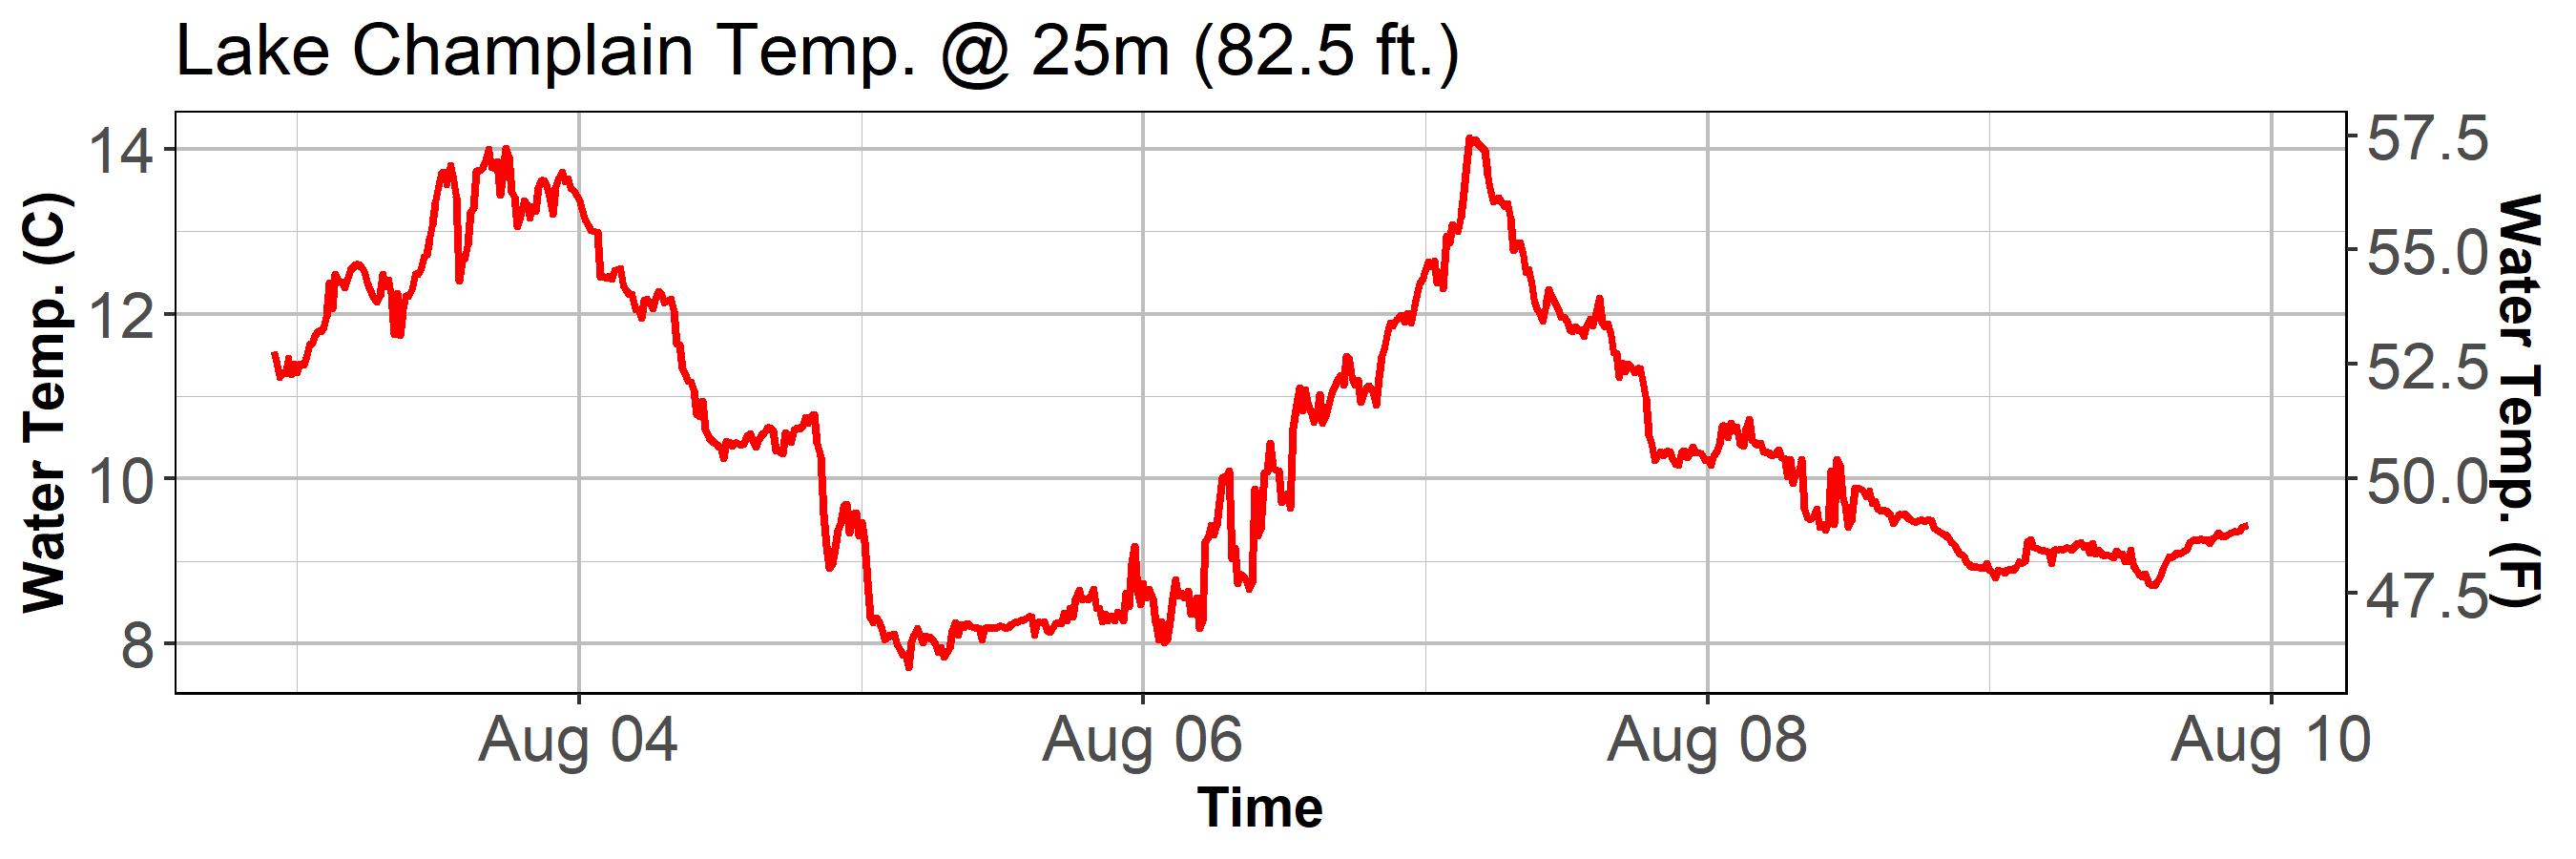 Lake Champlain Temp. @ 25m (82.5 ft.)
14
12
10
8
Water Temp. (C)
57.5
55.0
52.5
50.0
47.5
Water Temp. (F)
Aug 04
Aug 06
Aug 08
Aug 10
Time